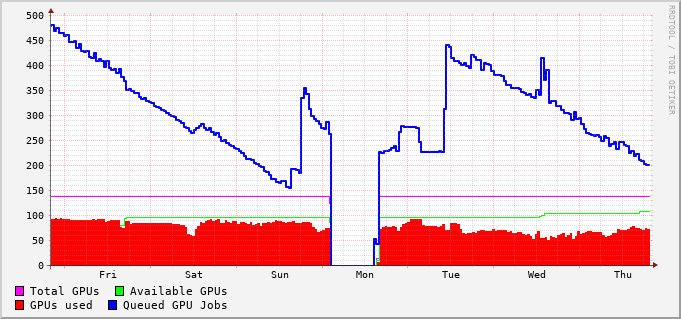 500
450
400
350
300
250
200
150
100
50
0
Fri Sat Sun Mon Tue Wed Thu
Total GPUs Available GPUs
GPUs used Queued GPU Jobs
RRDTOOL / TOBI OETIKER